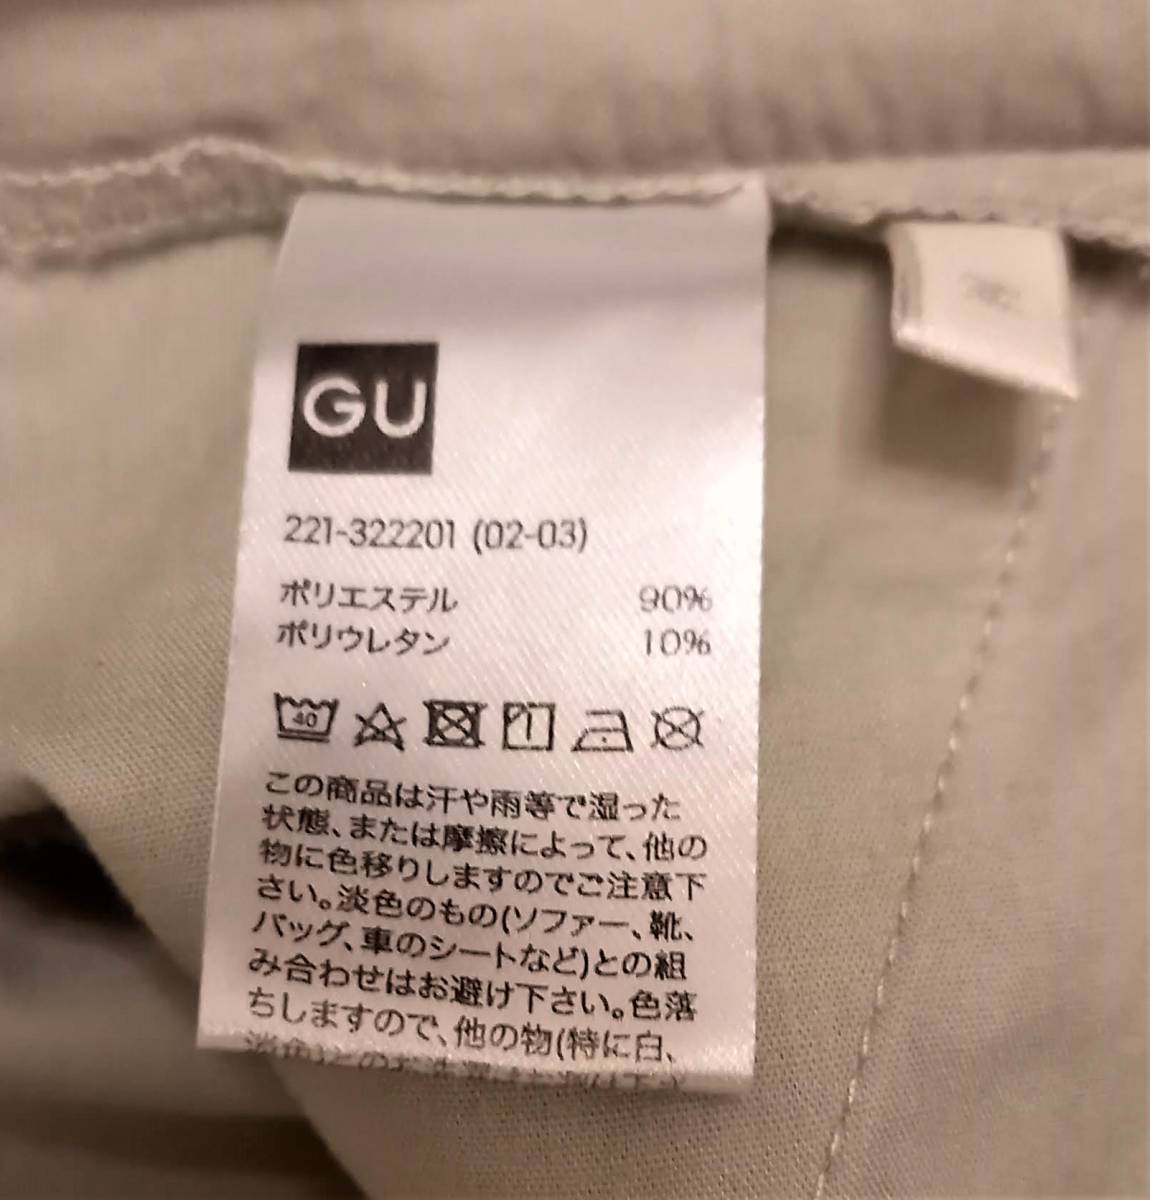 GU
221-322201 (02-03)
ポリエステル 90%
ポリウレタン 10%
40
この商品は汗や雨等で湿った
状態、または摩擦によって、他の
物に色移りしますのでご注意下
さい。淡色のもの(ソファー、靴、
バッグ、車のシートなど)との組
み合わせはお避け下さい。色落
ちしますので、他の物(特に白、